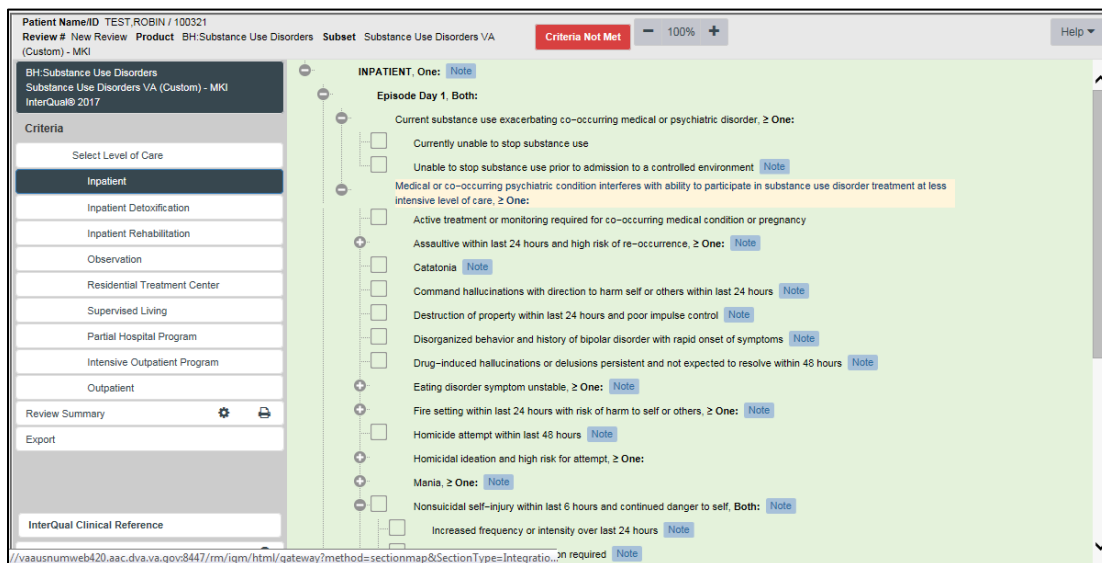 Patient Name/ID TEST,ROBIN / 100321
Review # New Review Product BH:Substance Use Disorders Subset Substance Use Disorders VA
(Custom) - MKI
Criteria Not Met
− 100% +
Help
BH:Substance Use Disorders
Substance Use Disorders VA (Custom) - MKI
InterQual® 2017
Criteria
Select Level of Care
Inpatient
Inpatient Detoxification
Inpatient Rehabilitation
Observation
Residential Treatment Center
Supervised Living
Partial Hospital Program
Intensive Outpatient Program
Outpatient
Review Summary
Export
InterQual Clinical Reference
INPATIENT, One: Note
Episode Day 1, Both:
Current substance use exacerbating co-occurring medical or psychiatric disorder, ≥ One:
Currently unable to stop substance use
Unable to stop substance use prior to admission to a controlled environment Note
Medical or co-occurring psychiatric condition interferes with ability to participate in substance use disorder treatment at less
intensive level of care, ≥ One:
Active treatment or monitoring required for co-occurring medical condition or pregnancy
Assaultive within last 24 hours and high risk of re-occurrence, ≥ One: Note
Catatonia Note
Command hallucinations with direction to harm self or others within last 24 hours Note
Destruction of property within last 24 hours and poor impulse control Note
Disorganized behavior and history of bipolar disorder with rapid onset of symptoms Note
Drug-induced hallucinations or delusions persistent and not expected to resolve within 48 hours Note
Eating disorder symptom unstable, ≥ One: Note
Fire setting within last 24 hours with risk of harm to self or others, ≥ One: Note
Homicide attempt within last 48 hours Note
Homicidal ideation and high risk for attempt, ≥ One:
Mania, ≥ One: Note
Nonsuicidal self-injury within last 6 hours and continued danger to self, Both: Note
Increased frequency or intensity over last 24 hours Note
on required Note
//vaausnumweb420.aac.dva.va.gov:8447/rm/iqm/html/gateway?method=sectionmap&SectionType=Integratio...